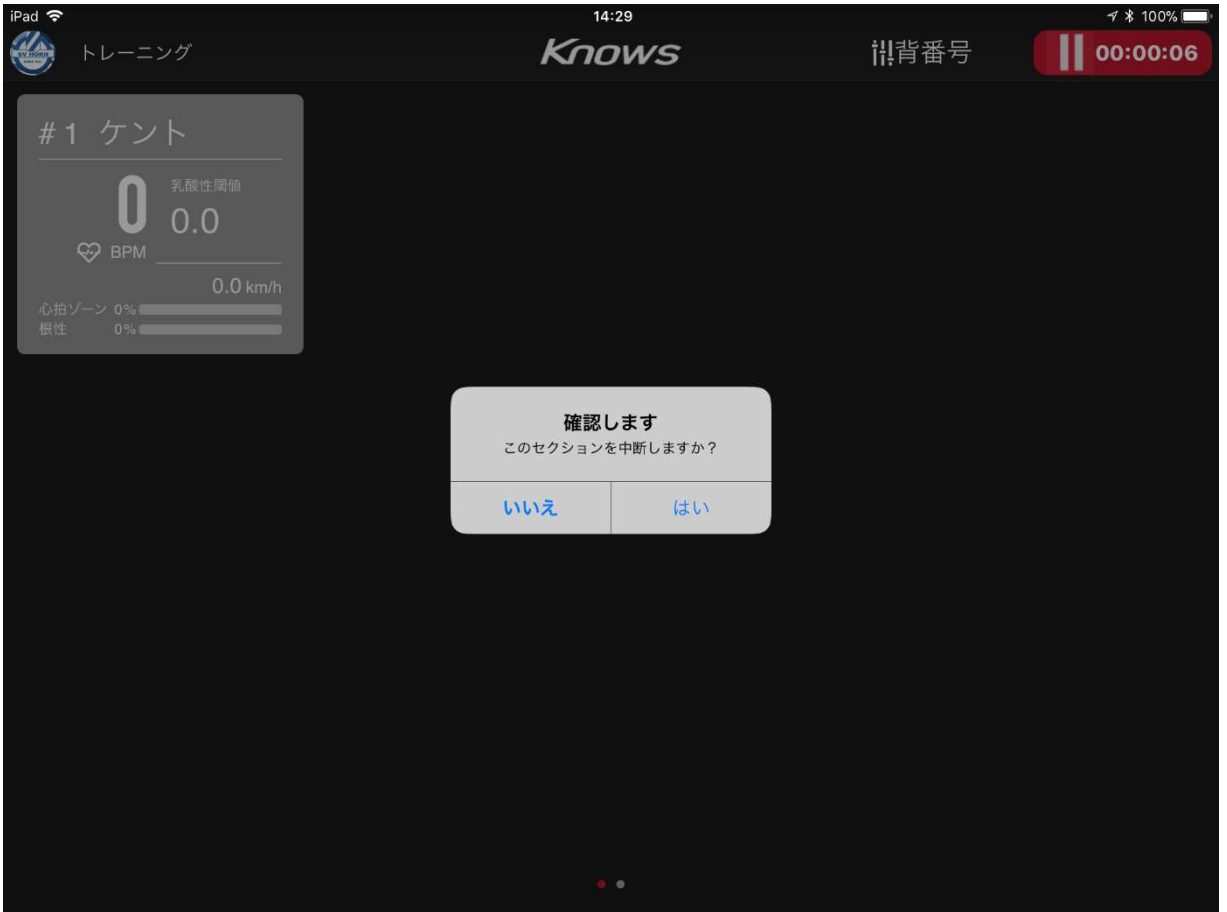 iPad 14:29 100%
SV HORN トレーニング Knows 背番号 00:00:06
#1 ケント
0 乳酸性閾値
0.0
BPM
0.0 km/h
心拍ゾーン 0%
根性 0%
確認します
このセクションを中断しますか？
いいえ はい